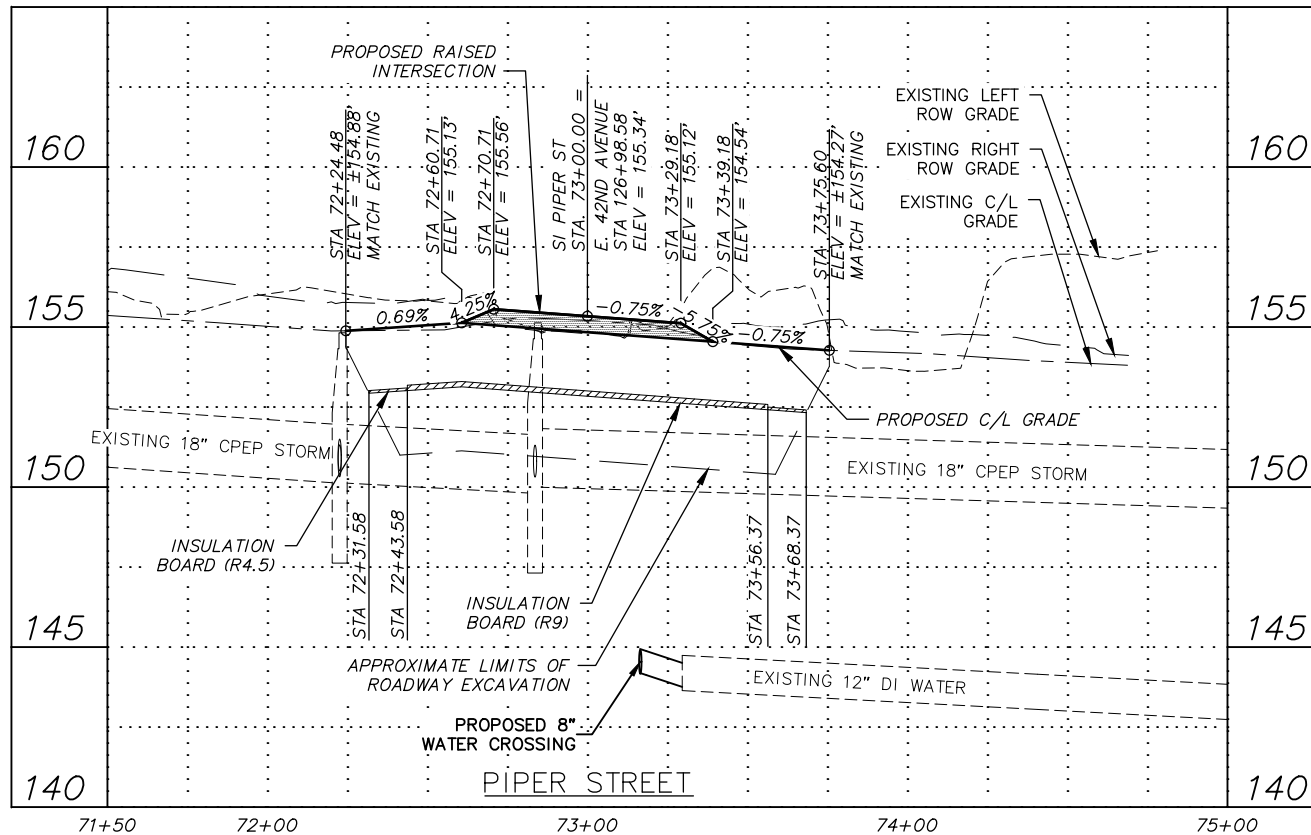 PROPOSED RAISED
INTERSECTION
EXISTING LEFT
ROW GRADE
EXISTING RIGHT
ROW GRADE
EXISTING C/L
GRADE
160
160
STA 72+24.48
ELEV = ±154.88'
MATCH EXISTING
STA 72+60.71
ELEV = 155.13'
STA 72+70.71
ELEV = 155.56'
SI PIPER ST
STA. 73+00.00 =
E. 42ND AVENUE
STA 126+98.58
ELEV = 155.34'
STA 73+29.18
ELEV = 155.12'
STA 73+39.18
ELEV = 154.54'
STA 73+75.60
ELEV = ±154.27'
MATCH EXISTING
155
155
0.69%
4.25%
-0.75%
-5.75%
-0.75%
PROPOSED C/L GRADE
EXISTING 18" CPEP STORM
EXISTING 18" CPEP STORM
150
150
INSULATION
BOARD (R4.5)
STA 72+31.58
STA 72+43.58
INSULATION
BOARD (R9)
STA 73+56.37
STA 73+68.37
145
145
APPROXIMATE LIMITS OF
ROADWAY EXCAVATION
EXISTING 12" DI WATER
PROPOSED 8"
WATER CROSSING
PIPER STREET
140
140
71+50
72+00
73+00
74+00
75+00